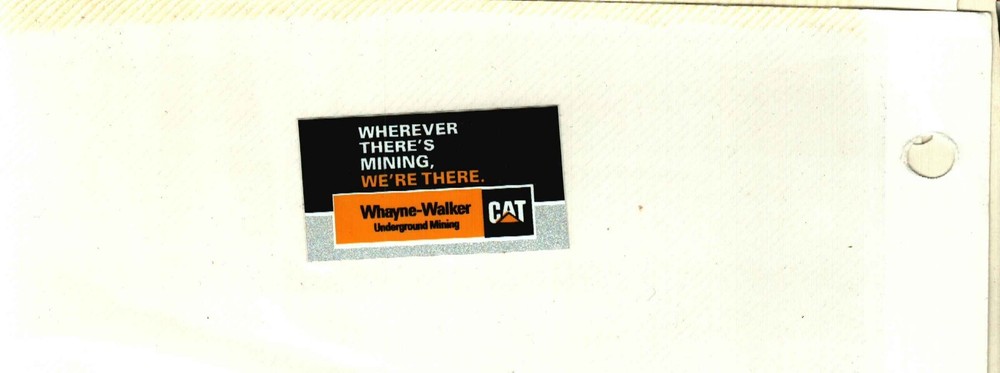 WHEREVER
THERE'S
MINING,
WE'RE THERE.
Whayne-Walker
Underground Mining
CAT